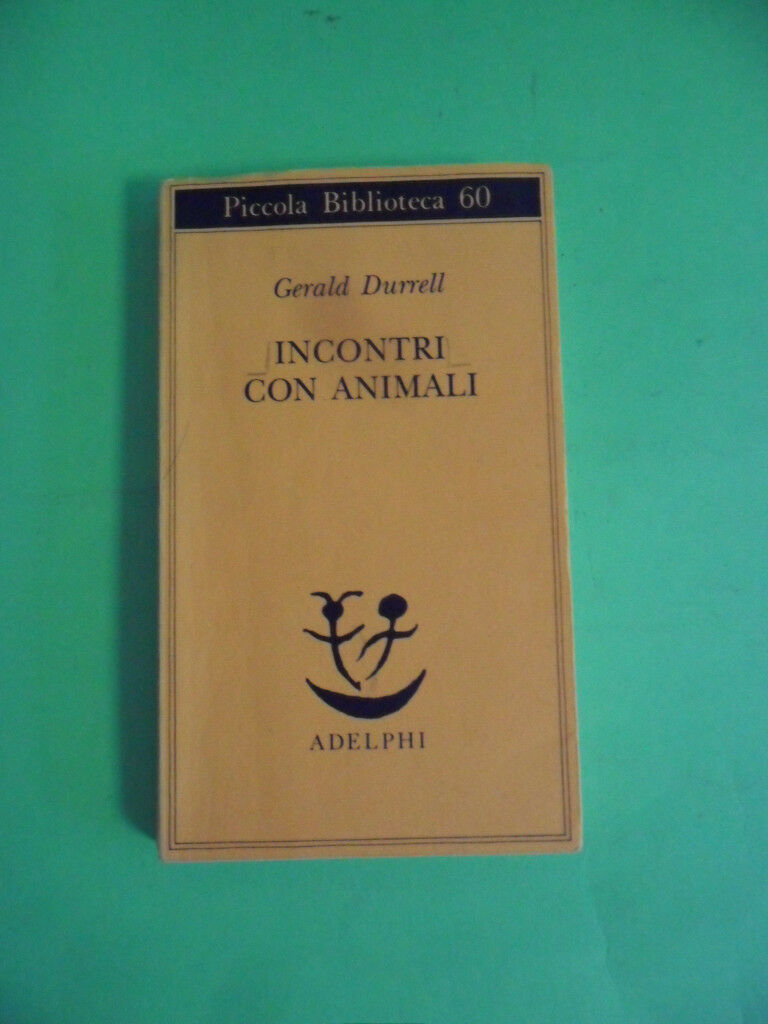 Piccola Biblioteca 60
Gerald Durrell
INCONTRI
CON ANIMALI
ADELPHI